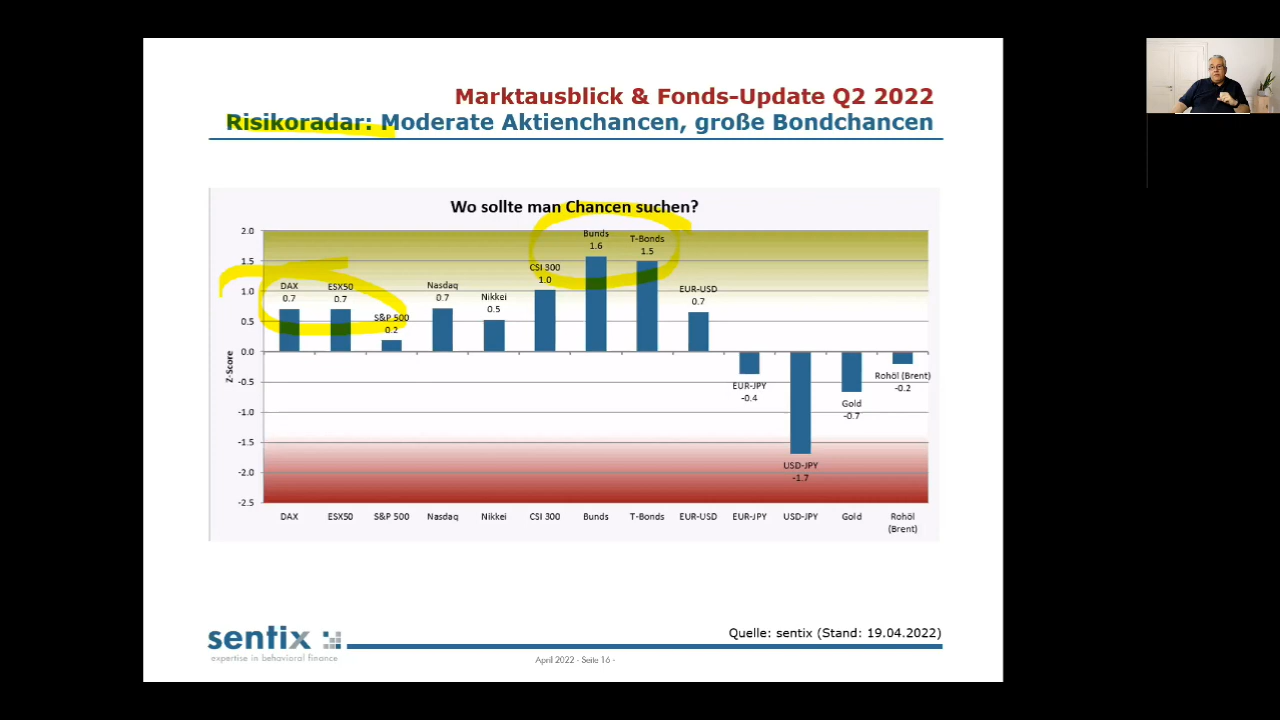 Marktausblick & Fonds-Update Q2 2022
Risikoradar: Moderate Aktienchancen, große Bondchancen
Wo sollte man Chancen suchen?
Z-Score
2.0
1.5
1.0
0.5
0.0
-0.5
-1.0
-1.5
-2.0
-2.5
DAX
0.7
ESX50
0.7
S&P 500
0.2
Nasdaq
0.7
Nikkei
0.5
CSI 300
1.0
Bunds
1.6
T-Bonds
1.5
EUR-USD
0.7
EUR-JPY
-0.4
USD-JPY
-1.7
Gold
-0.7
Rohöl (Brent)
-0.2
DAX ESX50 S&P 500 Nasdaq Nikkei CSI 300 Bunds T-Bonds EUR-USD EUR-JPY USD-JPY Gold Rohöl
(Brent)
sentix
expertise in behavioral finance
Quelle: sentix (Stand: 19.04.2022)
April 2022 - Seite 16 -